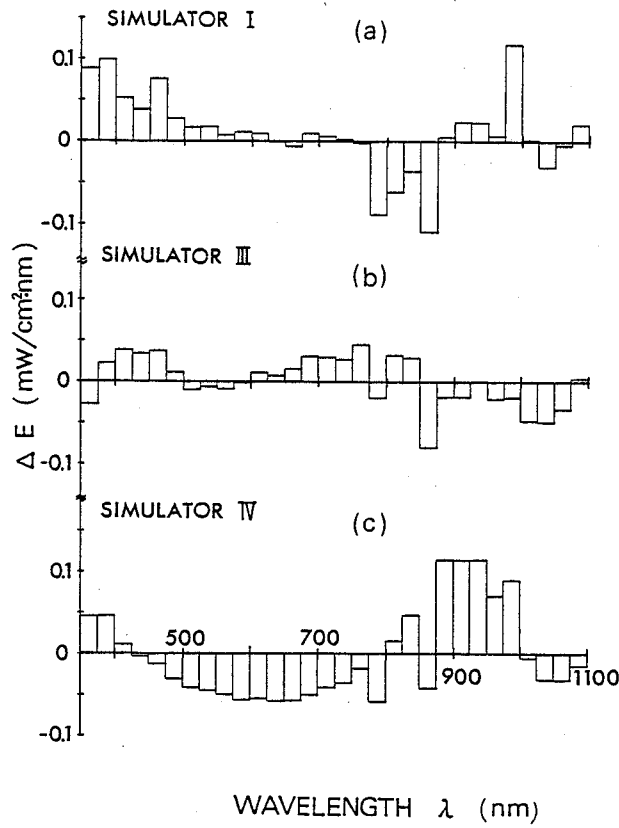 SIMULATOR I
(a)
0.1
0
-0.1
SIMULATOR III
(b)
0.1
0
-0.1
Δ E (mW/cm²nm)
SIMULATOR IV
(c)
0.1
500
700
0
900
1100
-0.1
WAVELENGTH λ (nm)